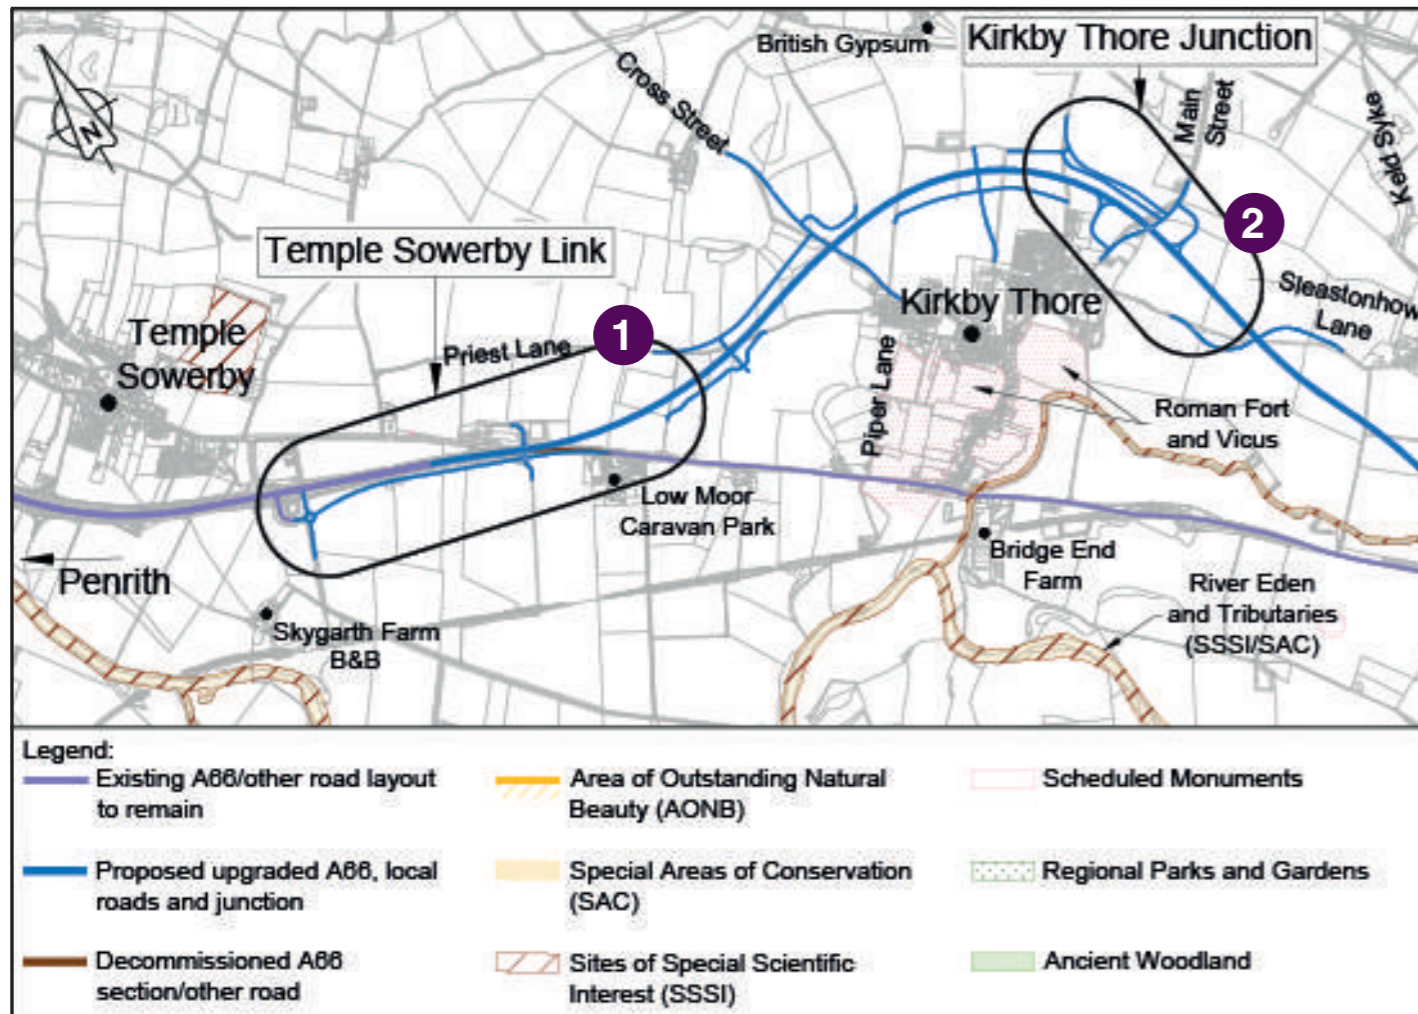 British Gypsum
Kirkby Thore Junction
Cross Street
Main
Street
Keld Syke
2
Temple Sowerby Link
N
Sleastonhow
Lane
Kirkby Thore
Temple
Sowerby
1
Priest Lane
Piper Lane
Roman Fort
and Vicus
Low Moor
Caravan Park
Bridge End
Farm
Penrith
River Eden
and Tributaries
(SSSI/SAC)
Skygarth Farm
B&B
Legend:
Existing A66/other road layout
to remain
Proposed upgraded A66, local
roads and junction
Decommissioned A66
section/other road
Area of Outstanding Natural
Beauty (AONB)
Special Areas of Conservation
(SAC)
Sites of Special Scientific
Interest (SSSI)
Scheduled Monuments
Regional Parks and Gardens
Ancient Woodland